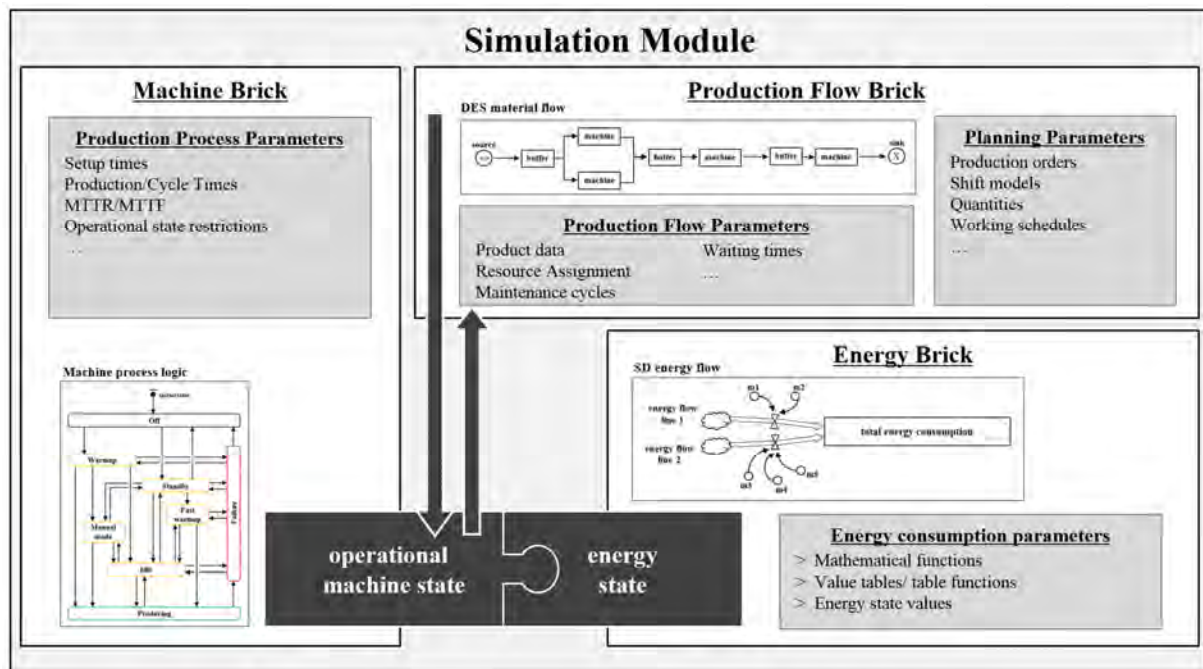 Simulation Module
Machine Brick
Production Process Parameters
Setup times
Production/Cycle Times
MTTR/MTTF
Operational state restrictions
…
Machine process logic
Off
Warmup
Standby
Fast
warmup
Manual
mode
Idle
Failure
Producing
operational
machine state
energy
state
Production Flow Brick
DES material flow
source
buffer
machine
machine
buffer
machine
buffer
machine
sink
Production Flow Parameters
Product data
Resource Assignment
Maintenance cycles
Waiting times
…
Planning Parameters
Production orders
Shift models
Quantities
Working schedules
…
Energy Brick
SD energy flow
m1
m2
energy flow
line 1
energy flow
line 2
m3
m4
m5
total energy consumption
Energy consumption parameters
> Mathematical functions
> Value tables/ table functions
> Energy state values